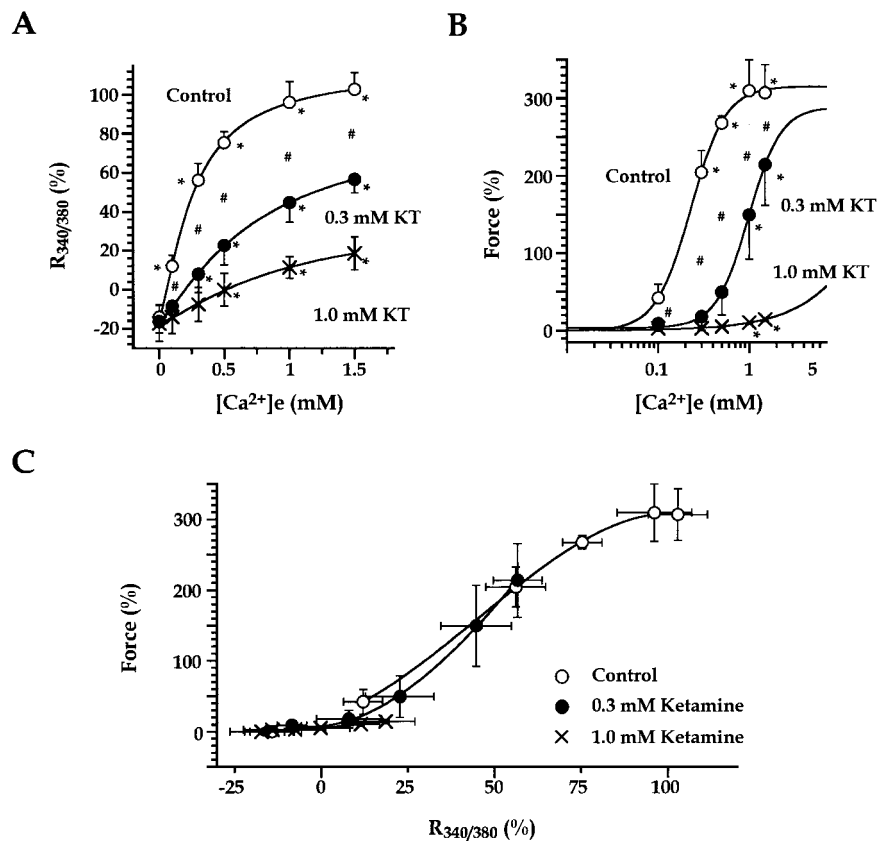 A
B
R340/380 (%)
100
80
60
40
20
0
-20
Control
0.3 mM KT
1.0 mM KT
* * * * *
# # # # #
* * * *
* * *
0 0.5 1 1.5
[Ca²⁺]e (mM)
Force (%)
300
200
100
0
Control
0.3 mM KT
1.0 mM KT
* * * *
# # # # #
* *
* *
0.1 1 5
[Ca²⁺]e (mM)
C
Force (%)
300
200
100
0
Control
0.3 mM Ketamine
1.0 mM Ketamine
-25 0 25 50 75 100
R340/380 (%)